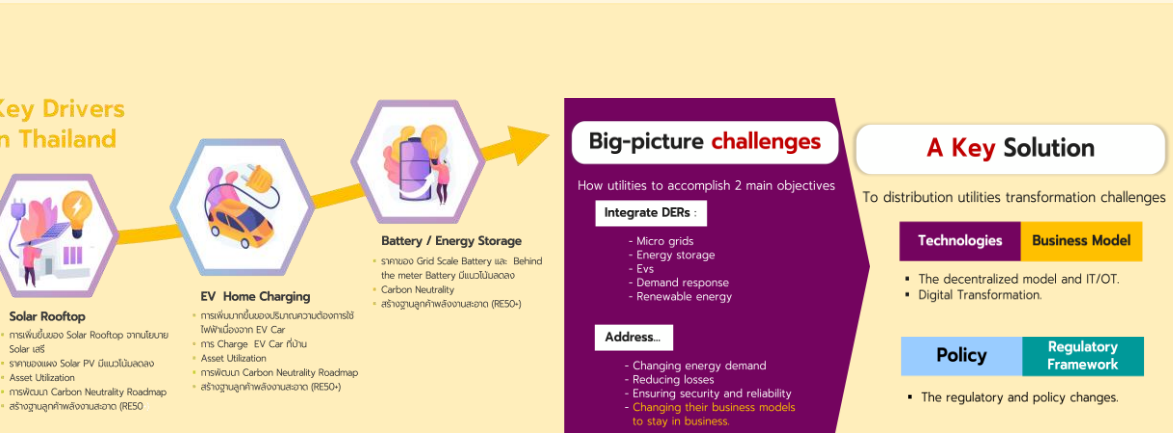 Key Drivers
in Thailand
Solar Rooftop
การเพิ่มขึ้นของ Solar Rooftop จากนโยบาย
Solar เสรี
ราคาของแผง Solar PV มีแนวโน้มลดลง
Asset Utilization
การพัฒนา Carbon Neutrality Roadmap
สร้างฐานลูกค้าพลังงานสะอาด (RE50
EV Home Charging
การเพิ่มมากขึ้นของปริมาณความต้องการใช้
ไฟฟ้าเนื่องจาก EV Car
การ Charge EV Car ที่บ้าน
Asset Utilization
การพัฒนา Carbon Neutrality Roadmap
สร้างฐานลูกค้าพลังงานสะอาด (RE50+)
Battery / Energy Storage
ราคาของ Grid Scale Battery และ Behind
the meter Battery มีแนวโน้มลดลง
Carbon Neutrality
สร้างฐานลูกค้าพลังงานสะอาด (RE50+)
Big-picture challenges
How utilities to accomplish 2 main objectives
Integrate DERs :
- Micro grids
- Energy storage
- Evs
- Demand response
- Renewable energy
Address...
- Changing energy demand
- Reducing losses
- Ensuring security and reliability
- Changing their business models
to stay in business.
A Key Solution
To distribution utilities transformation challenges
Technologies Business Model
▪ The decentralized model and IT/OT.
▪ Digital Transformation.
Policy Regulatory
Framework
▪ The regulatory and policy changes.